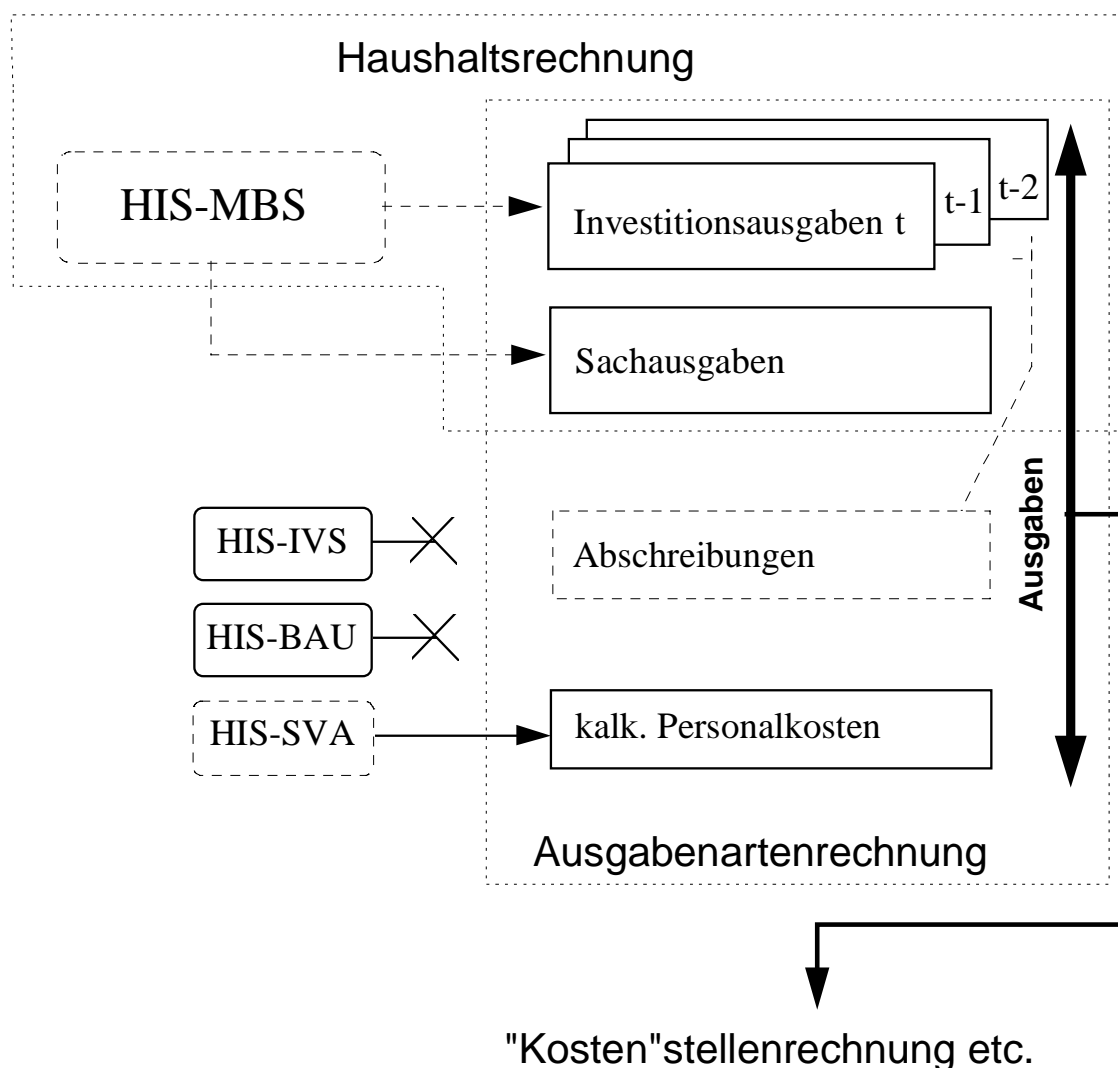 Haushaltsrechnung
HIS-MBS
Investitionsausgaben t
t-1
t-2
Sachausgaben
Ausgaben
HIS-IVS
Abschreibungen
HIS-BAU
HIS-SVA
kalk. Personalkosten
Ausgabenartenrechnung
"Kosten"stellenrechnung etc.